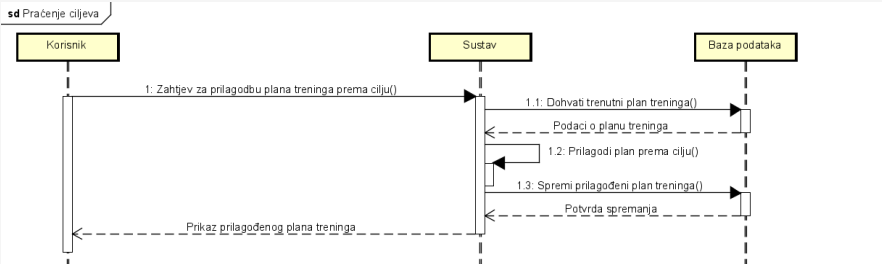 sd Praćenje ciljeva
Korisnik
Sustav
Baza podataka
1: Zahtjev za prilagodbu plana treninga prema cilju()
1.1: Dohvati trenutni plan treninga()
Podaci o planu treninga
1.2: Prilagodi plan prema cilju()
1.3: Spremi prilagođeni plan treninga()
Potvrda spremanja
Prikaz prilagođenog plana treninga